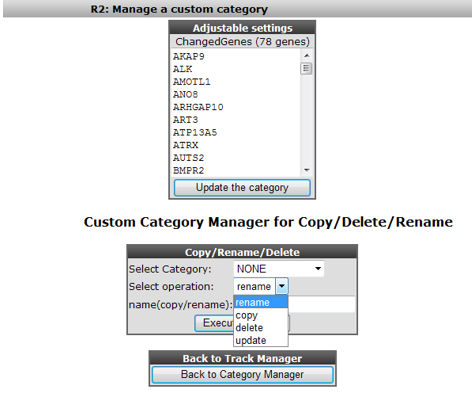 R2: Manage a custom category
Adjustable settings
ChangedGenes (78 genes)
AKAP9
ALK
AMOTL1
ANO8
ARHGAP10
ART3
ATP13A5
ATRX
AUTS2
BMPR2
Update the category
Custom Category Manager for Copy/Delete/Rename
Copy/Rename/Delete
Select Category: NONE
Select operation: rename
name(copy/rename):
rename
copy
delete
update
Back to Track Manager
Back to Category Manager